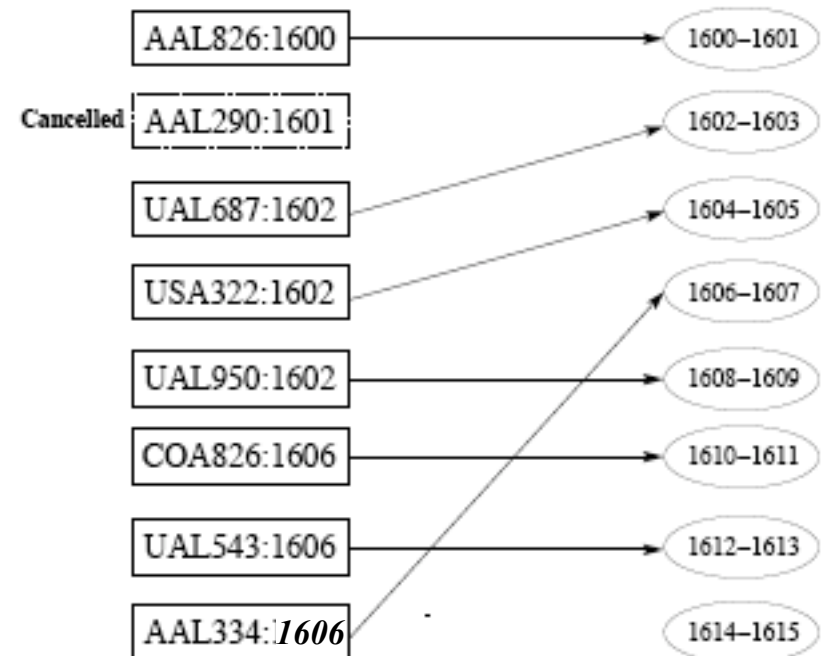 AAL826:1600 1600–1601
Cancelled AAL290:1601 1602–1603
UAL687:1602 1604–1605
USA322:1602 1606–1607
UAL950:1602 1608–1609
COA826:1606 1610–1611
UAL543:1606 1612–1613
AAL334:1606 1614–1615